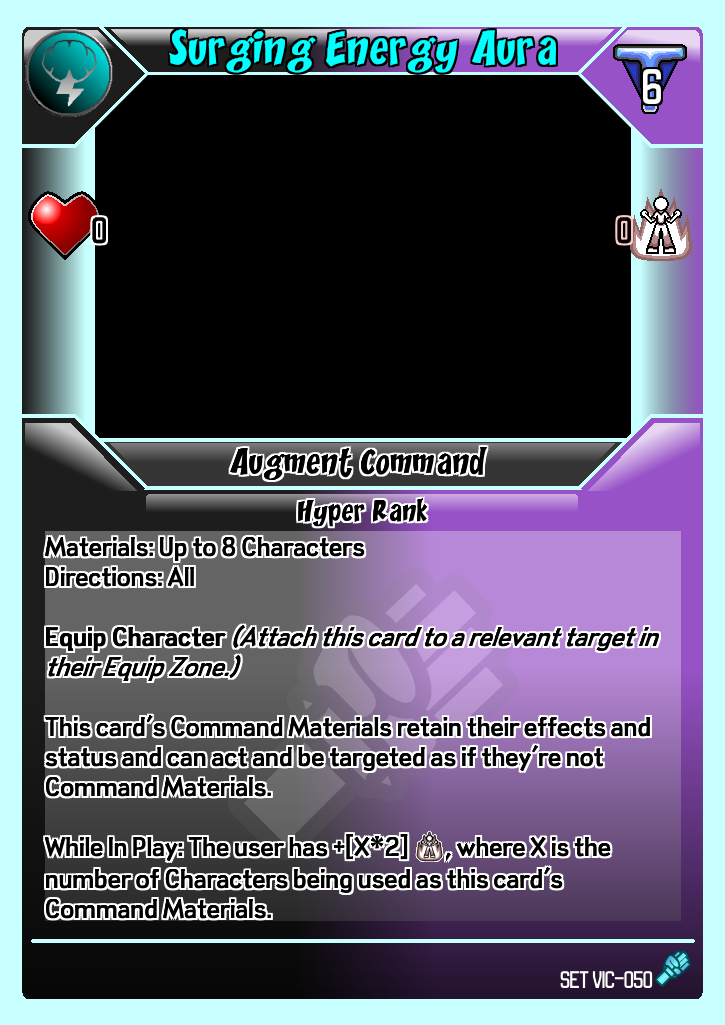 Surging Energy Aura
6
0
0
Augment Command
Hyper Rank
Materials: Up to 8 Characters
Directions: All
Equip Character (Attach this card to a relevant target in
their Equip Zone.)
This card's Command Materials retain their effects and
status and can act and be targeted as if they're not
Command Materials.
While In Play: The user has +[X*2] , where X is the
number of Characters being used as this card's
Command Materials.
SET VIC-050